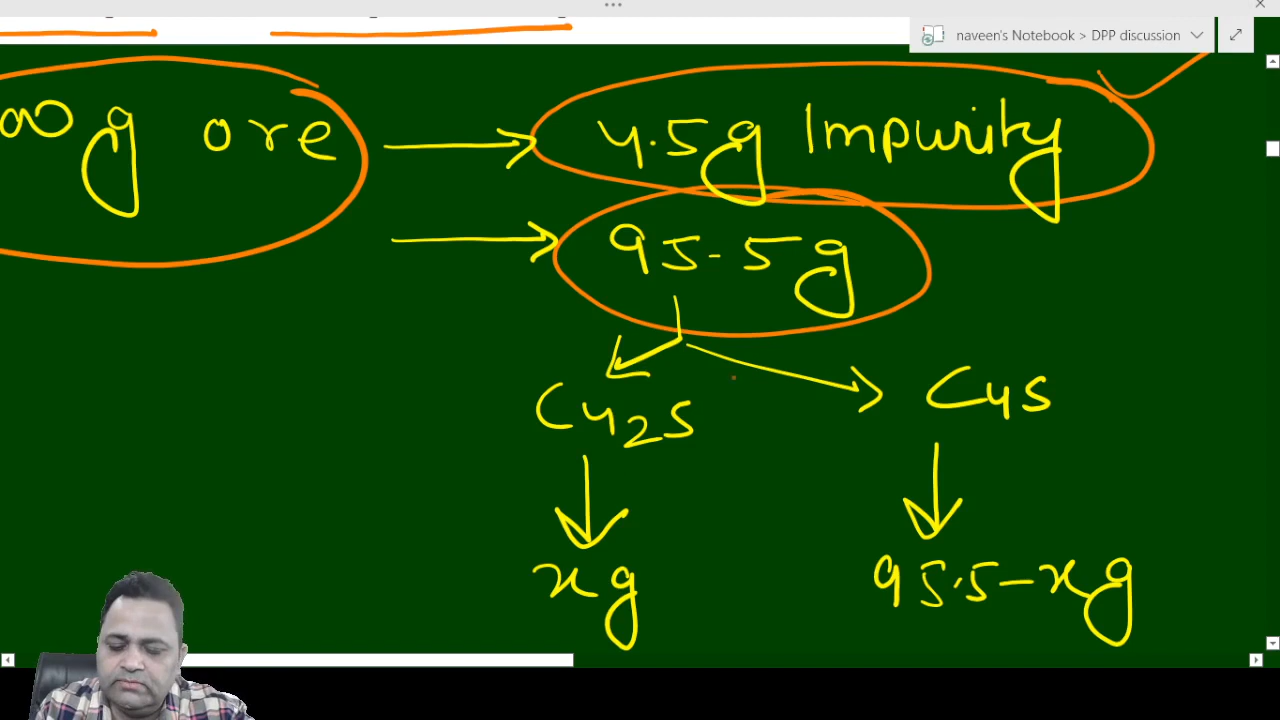 naveen's Notebook > DPP discussion
00g ore → 4.5g Impurity
→ 95.5g
Cu2S CuS
xg 95.5-xg